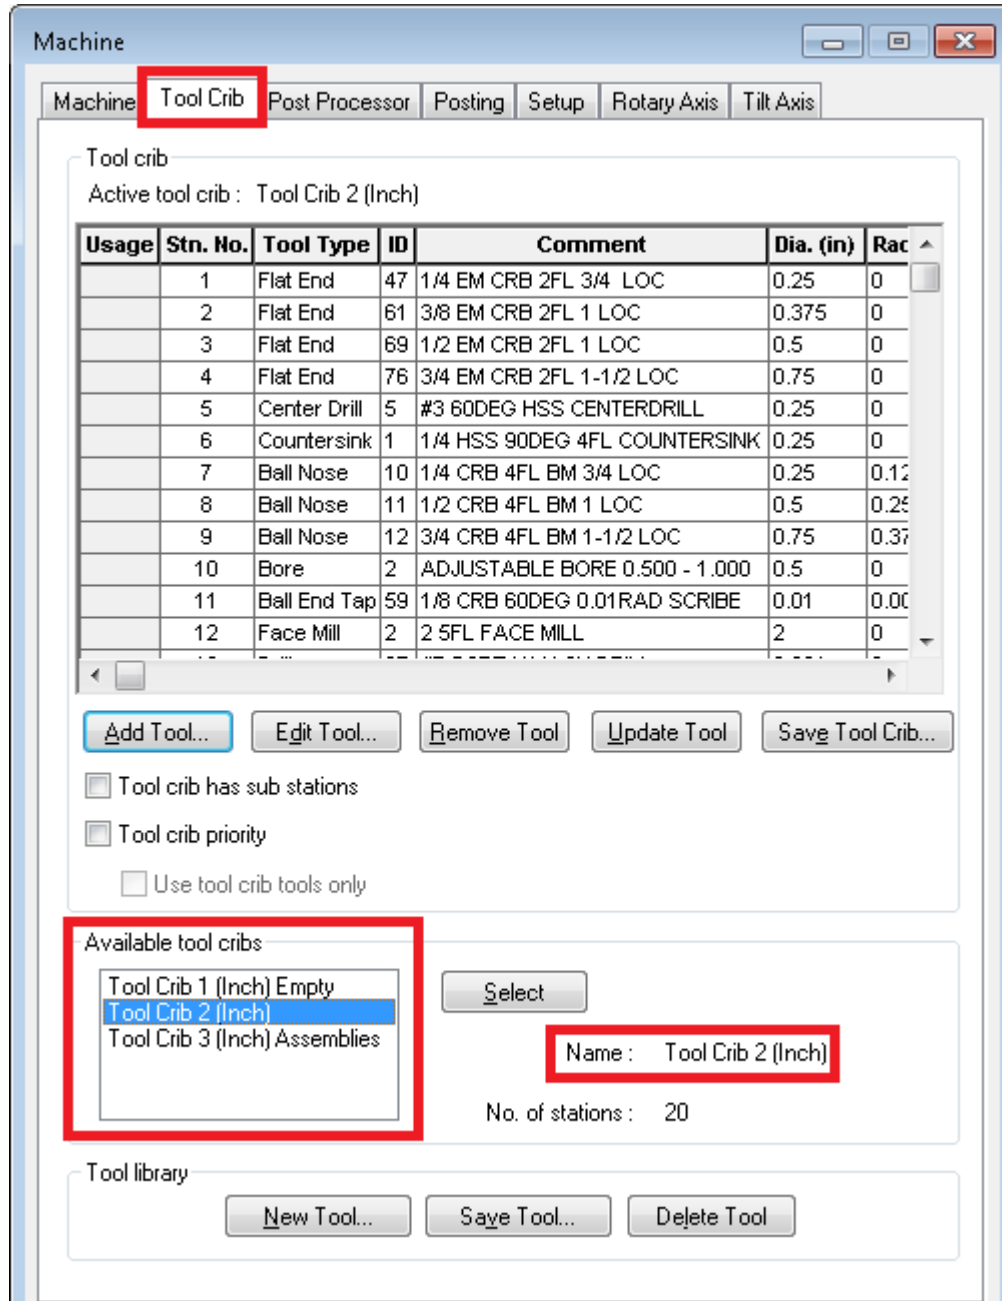 Machine
Machine Tool Crib Post Processor Posting Setup Rotary Axis Tilt Axis
Tool crib
Active tool crib : Tool Crib 2 (Inch)
Usage Stn. No. Tool Type ID Comment Dia. (in) Rac
1 Flat End 47 1/4 EM CRB 2FL 3/4 LOC 0.25 0
2 Flat End 61 3/8 EM CRB 2FL 1 LOC 0.375 0
3 Flat End 69 1/2 EM CRB 2FL 1 LOC 0.5 0
4 Flat End 76 3/4 EM CRB 2FL 1-1/2 LOC 0.75 0
5 Center Drill 5 #3 60DEG HSS CENTERDRILL 0.25 0
6 Countersink 1 1/4 HSS 90DEG 4FL COUNTERSINK 0.25 0
7 Ball Nose 10 1/4 CRB 4FL BM 3/4 LOC 0.25 0.12
8 Ball Nose 11 1/2 CRB 4FL BM 1 LOC 0.5 0.25
9 Ball Nose 12 3/4 CRB 4FL BM 1-1/2 LOC 0.75 0.37
10 Bore 2 ADJUSTABLE BORE 0.500 - 1.000 0.5 0
11 Ball End Tap 59 1/8 CRB 60DEG 0.01RAD SCRIBE 0.01 0.00
12 Face Mill 2 2 5FL FACE MILL 2 0
Add Tool... Edit Tool... Remove Tool Update Tool Save Tool Crib...
Tool crib has sub stations
Tool crib priority
Use tool crib tools only
Available tool cribs
Tool Crib 1 (Inch) Empty
Tool Crib 2 (Inch)
Tool Crib 3 (Inch) Assemblies
Select
Name : Tool Crib 2 (Inch)
No. of stations : 20
Tool library
New Tool... Save Tool... Delete Tool